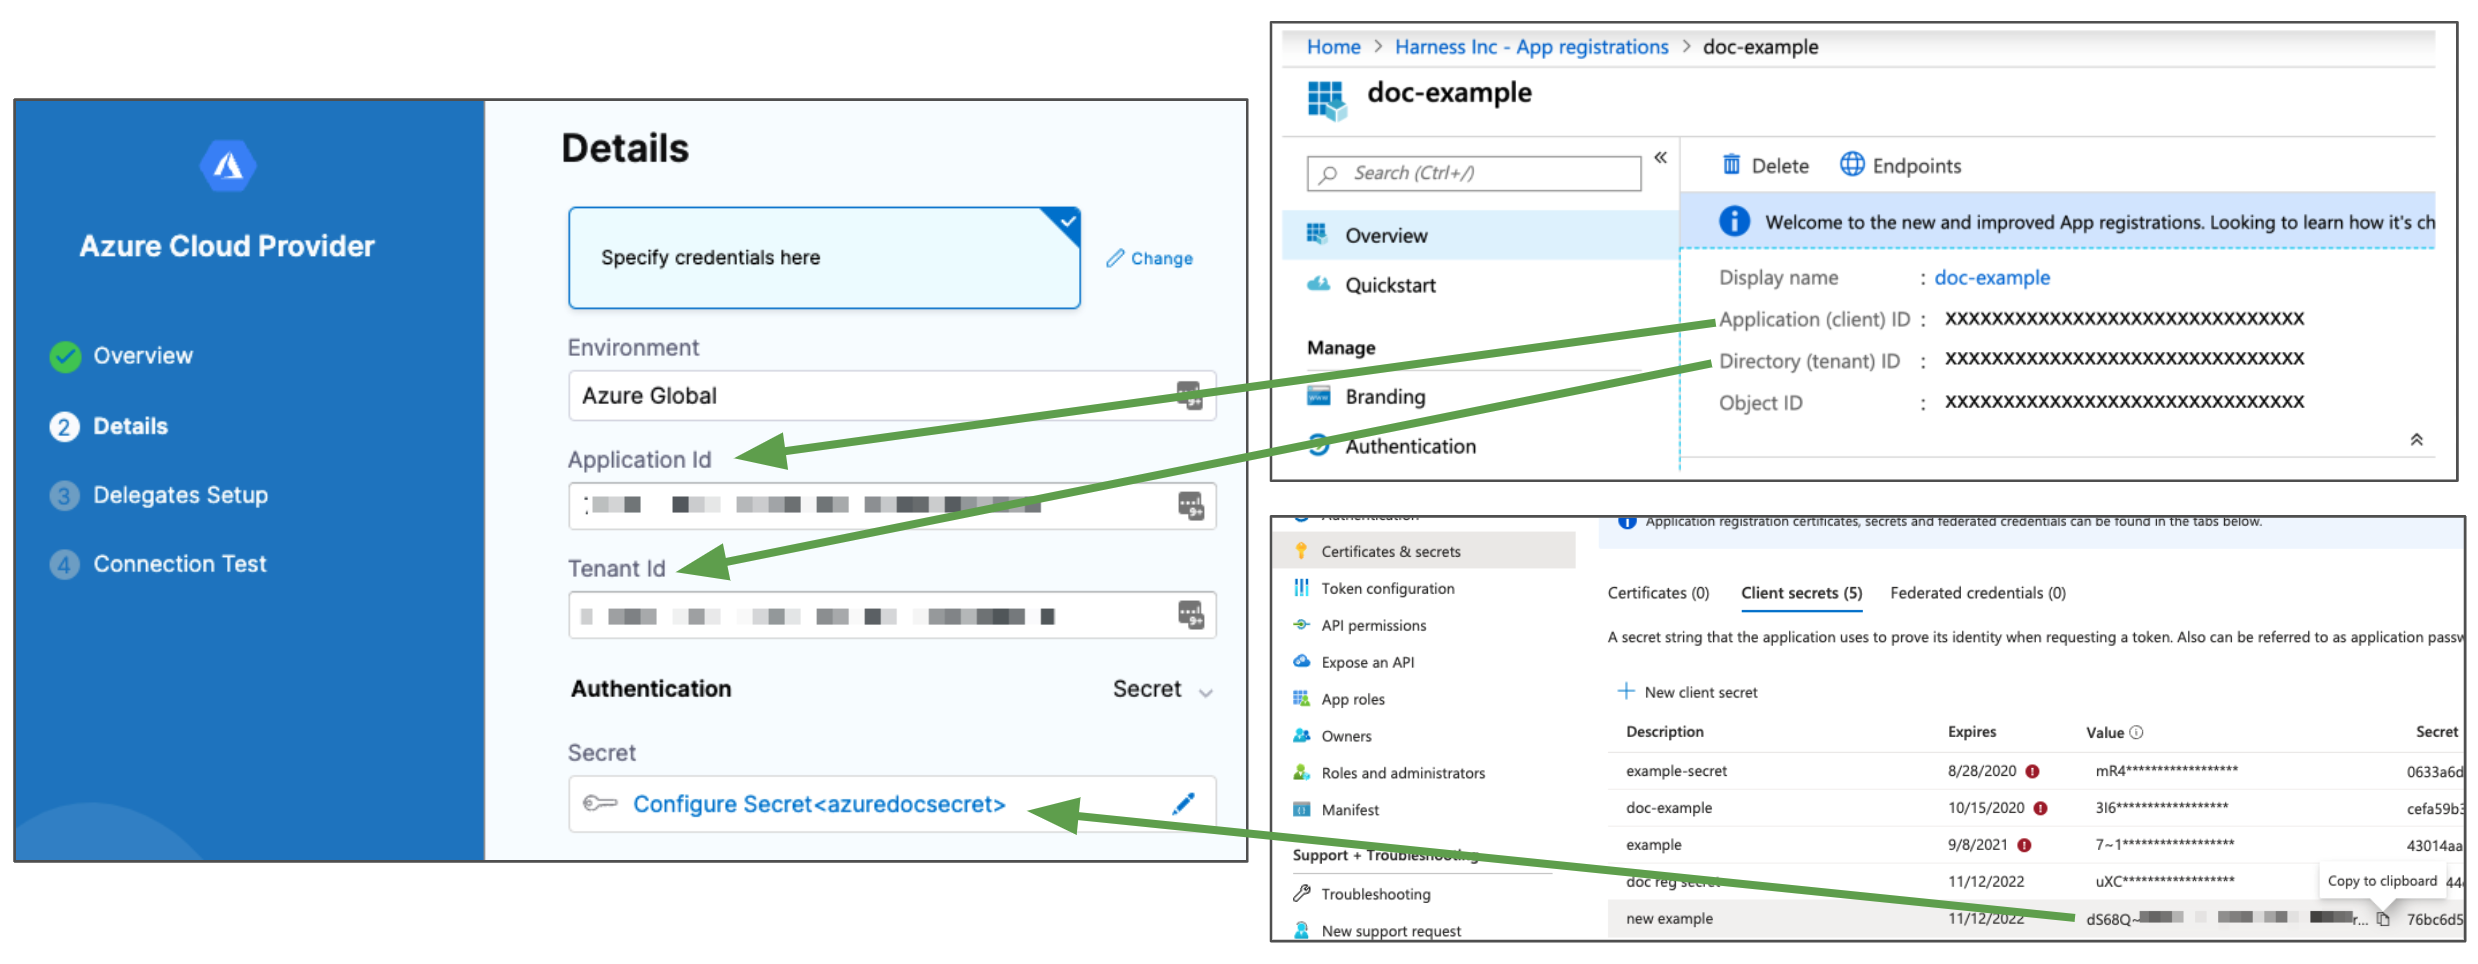 Azure Cloud Provider
Overview
2 Details
3 Delegates Setup
4 Connection Test
Details
Specify credentials here
Change
Environment
Azure Global
Application Id
Tenant Id
Authentication Secret
Secret
Configure Secret<azuredocsecret>
Home > Harness Inc - App registrations > doc-example
doc-example
Search (Ctrl+/)
«
Overview
Quickstart
Manage
Branding
Authentication
Delete Endpoints
Welcome to the new and improved App registrations. Looking to learn how it's ch
Display name : doc-example
Application (client) ID : XXXXXXXXXXXXXXXXXXXXXXXXXXXXXXX
Directory (tenant) ID : XXXXXXXXXXXXXXXXXXXXXXXXXXXXXXX
Object ID : XXXXXXXXXXXXXXXXXXXXXXXXXXXXXXX
Authentication
Certificates & secrets
Token configuration
API permissions
Expose an API
App roles
Owners
Roles and administrators
Manifest
Support + Troubleshooting
Troubleshooting
New support request
Application registration certificates, secrets and federated credentials can be found in the tabs below.
Certificates (0) Client secrets (5) Federated credentials (0)
A secret string that the application uses to prove its identity when requesting a token. Also can be referred to as application passw
New client secret
Description Expires Value Secret
example-secret 8/28/2020 mR4****************** 0633a6d
doc-example 10/15/2020 3I6****************** cefa59b3
example 9/8/2021 7~1****************** 43014aa
doc reg secret 11/12/2022 uXC****************** 44
Copy to clipboard
new example 11/12/2022 dS68Q~ r... 76bc6d5